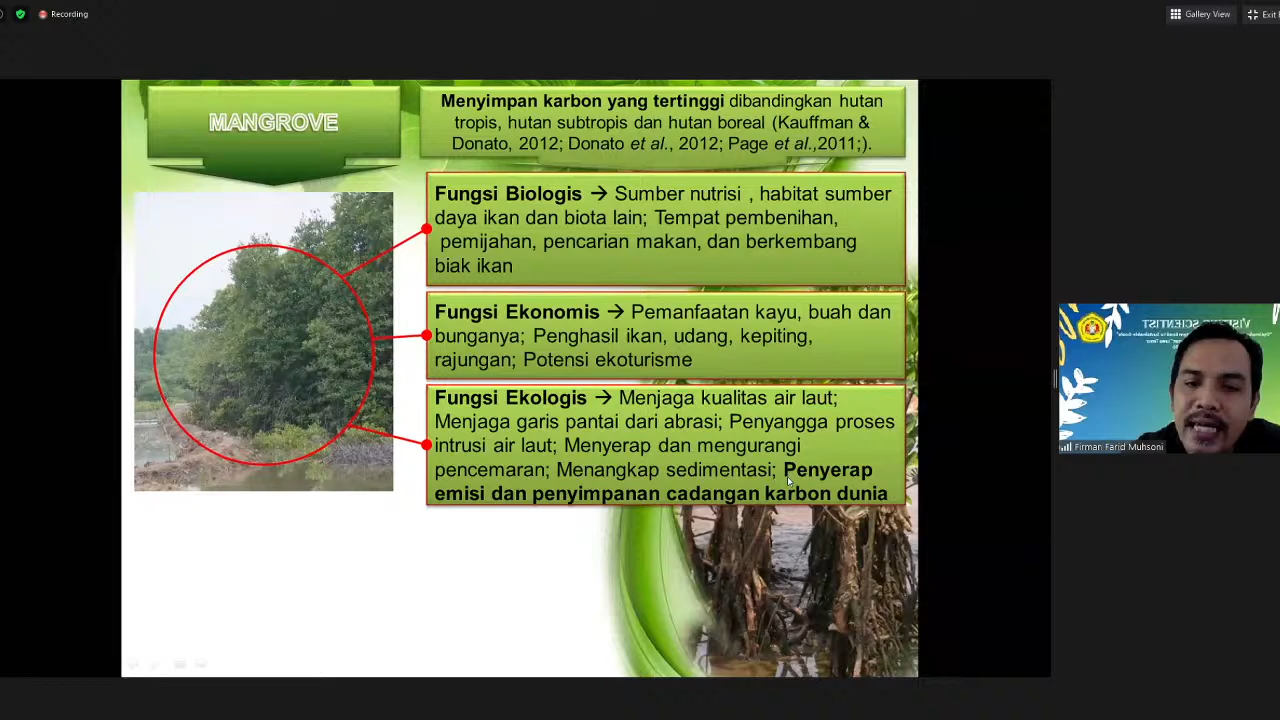 Recording
Gallery View
Exit
MANGROVE
Menyimpan karbon yang tertinggi dibandingkan hutan
tropis, hutan subtropis dan hutan boreal (Kauffman &
Donato, 2012; Donato et al., 2012; Page et al.,2011;).
Fungsi Biologis → Sumber nutrisi , habitat sumber
daya ikan dan biota lain; Tempat pembenihan,
pemijahan, pencarian makan, dan berkembang
biak ikan
Fungsi Ekonomis → Pemanfaatan kayu, buah dan
bunganya; Penghasil ikan, udang, kepiting,
rajungan; Potensi ekoturisme
Fungsi Ekologis → Menjaga kualitas air laut;
Menjaga garis pantai dari abrasi; Penyangga proses
intrusi air laut; Menyerap dan mengurangi
pencemaran; Menangkap sedimentasi; Penyerap
emisi dan penyimpanan cadangan karbon dunia
VISITING SCIENTIST
Firman Farid Muhsoni